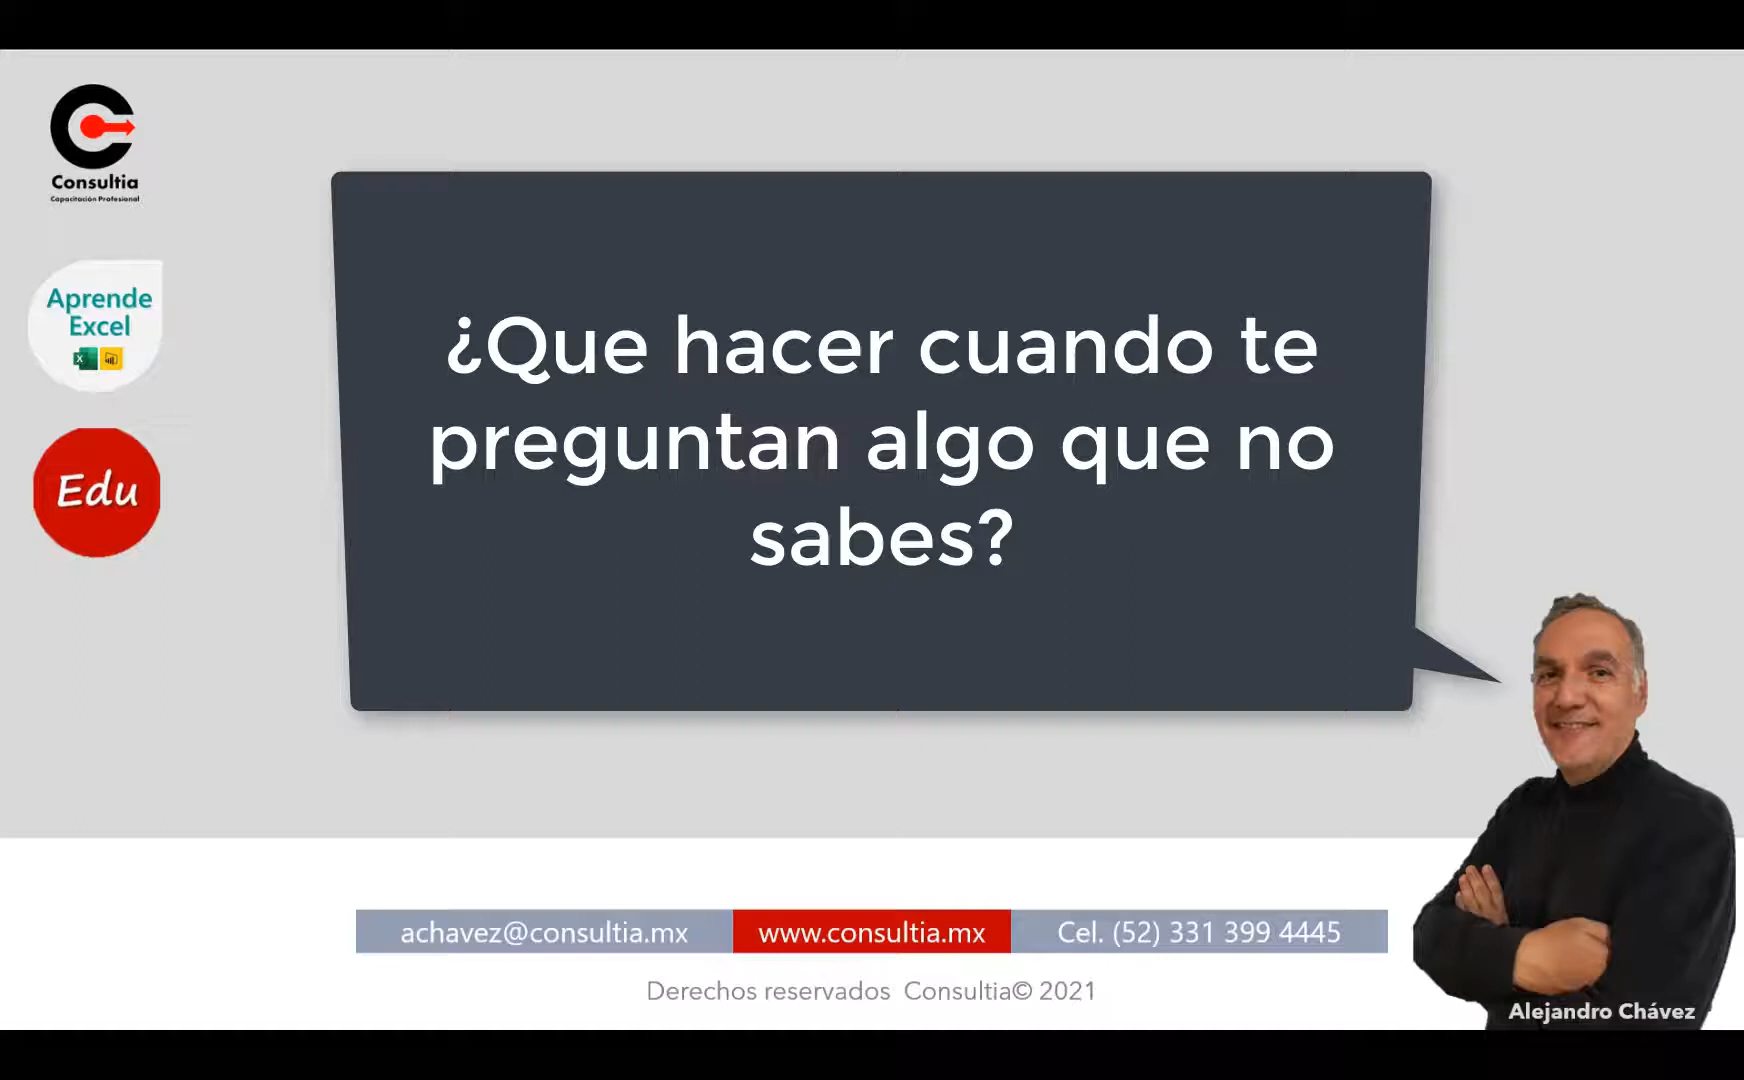 Consultia
Capacitación Profesional
Aprende
Excel
Edu
¿Que hacer cuando te
preguntan algo que no
sabes?
achavez@consultia.mx www.consultia.mx Cel. (52) 331 399 4445
Derechos reservados Consultia© 2021
Alejandro Chávez